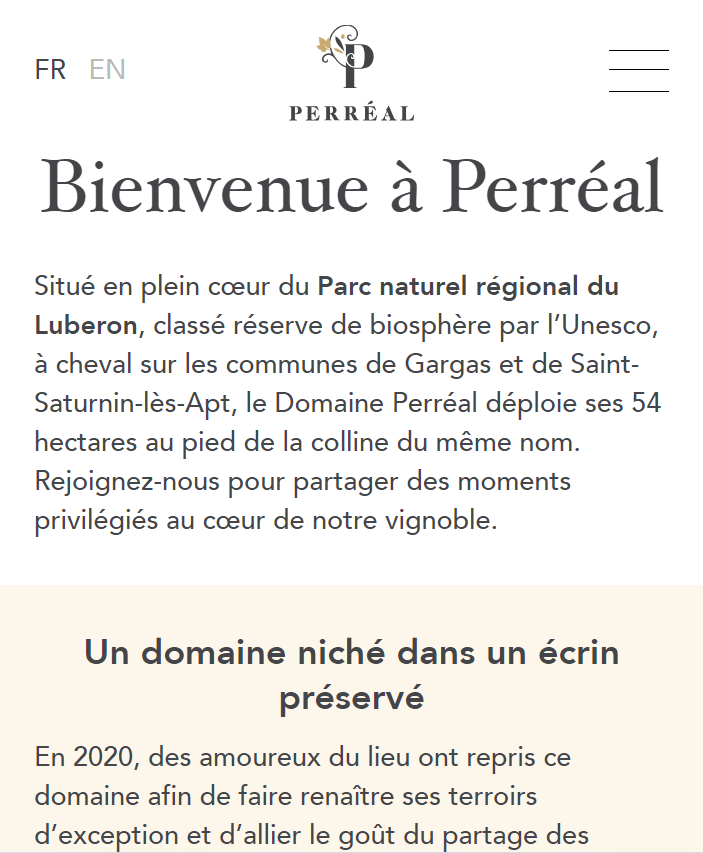 FR EN
P
PERRÉAL
Bienvenue à Perréal
Situé en plein cœur du Parc naturel régional du
Luberon, classé réserve de biosphère par l’Unesco,
à cheval sur les communes de Gargas et de Saint-
Saturnin-lès-Apt, le Domaine Perréal déploie ses 54
hectares au pied de la colline du même nom.
Rejoignez-nous pour partager des moments
privilégiés au cœur de notre vignoble.
Un domaine niché dans un écrin
préservé
En 2020, des amoureux du lieu ont repris ce
domaine afin de faire renaître ses terroirs
d’exception et d’allier le goût du partage des